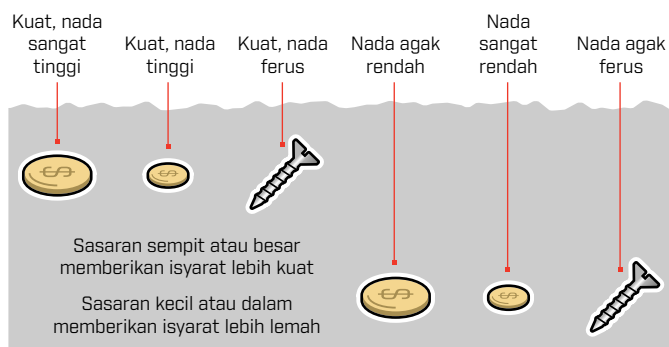 Kuat, nada
sangat
tinggi
Kuat, nada
tinggi
Kuat, nada
ferus
Nada agak
rendah
Nada
sangat
rendah
Nada agak
ferus
Sasaran sempit atau besar
memberikan isyarat lebih kuat
Sasaran kecil atau dalam
memberikan isyarat lebih lemah